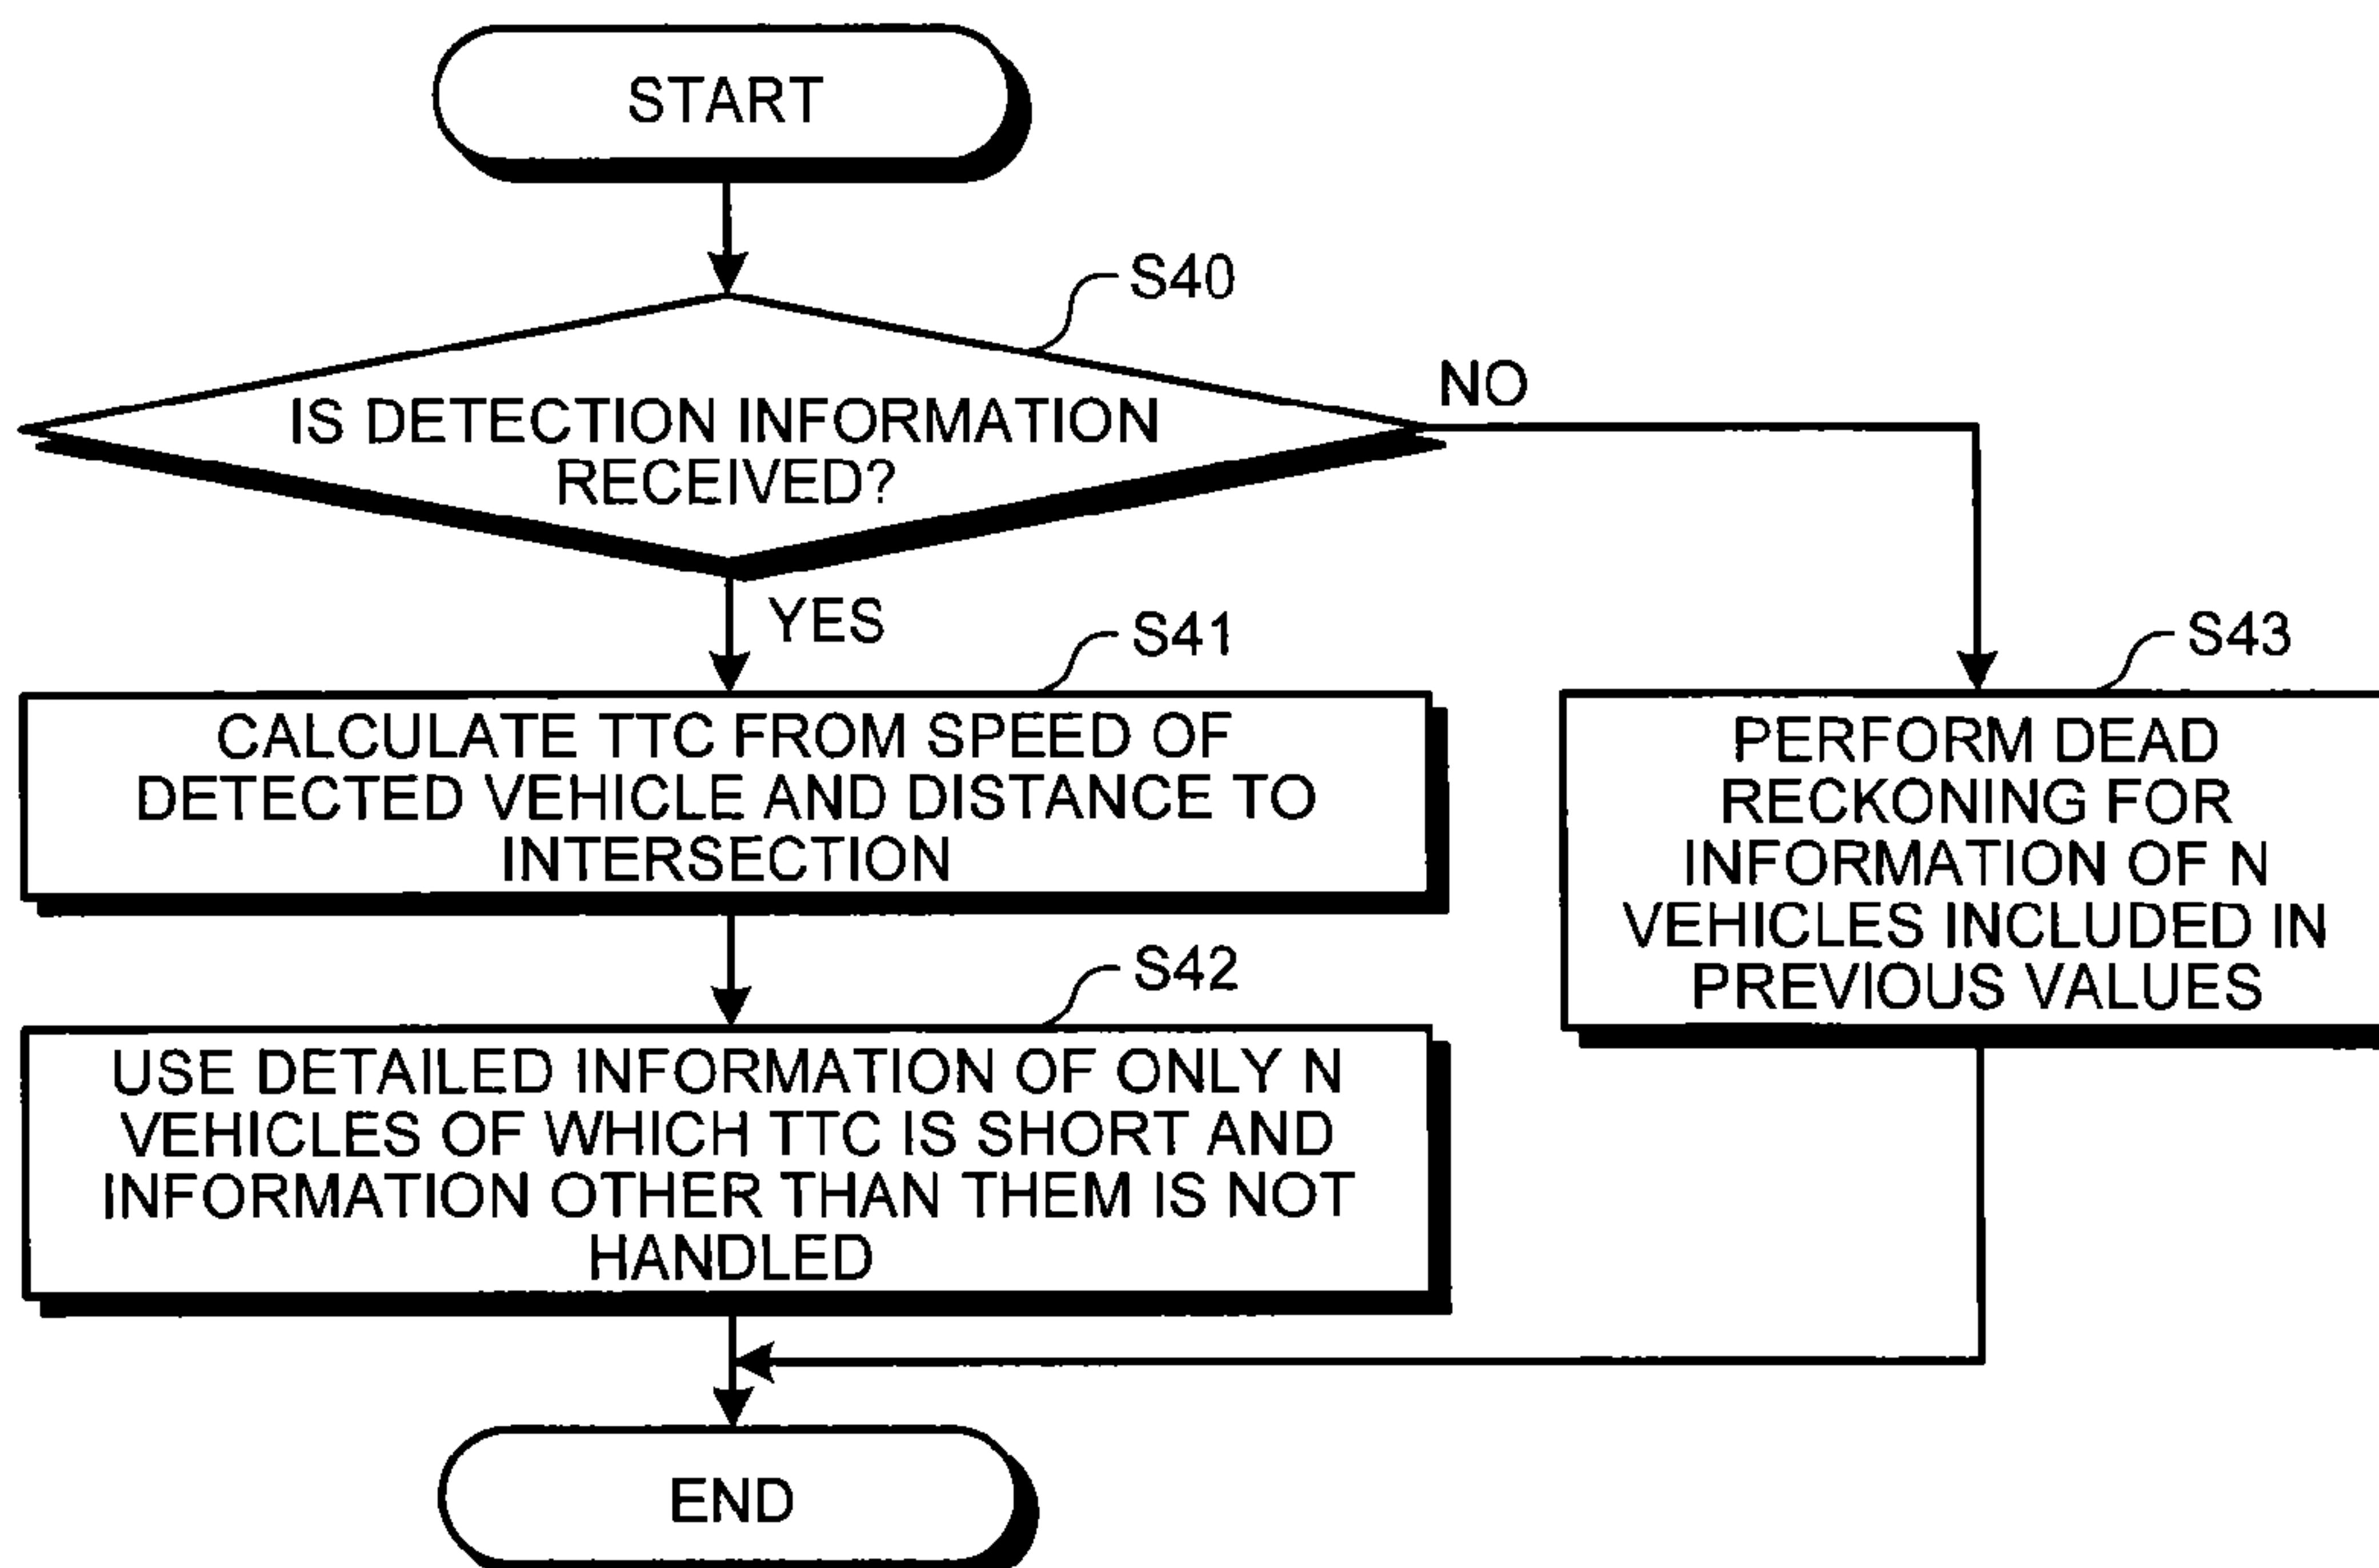 START
S40
IS DETECTION INFORMATION
RECEIVED?
NO
YES
S41
CALCULATE TTC FROM SPEED OF
DETECTED VEHICLE AND DISTANCE TO
INTERSECTION
S43
PERFORM DEAD
RECKONING FOR
INFORMATION OF N
VEHICLES INCLUDED IN
PREVIOUS VALUES
S42
USE DETAILED INFORMATION OF ONLY N
VEHICLES OF WHICH TTC IS SHORT AND
INFORMATION OTHER THAN THEM IS NOT
HANDLED
END